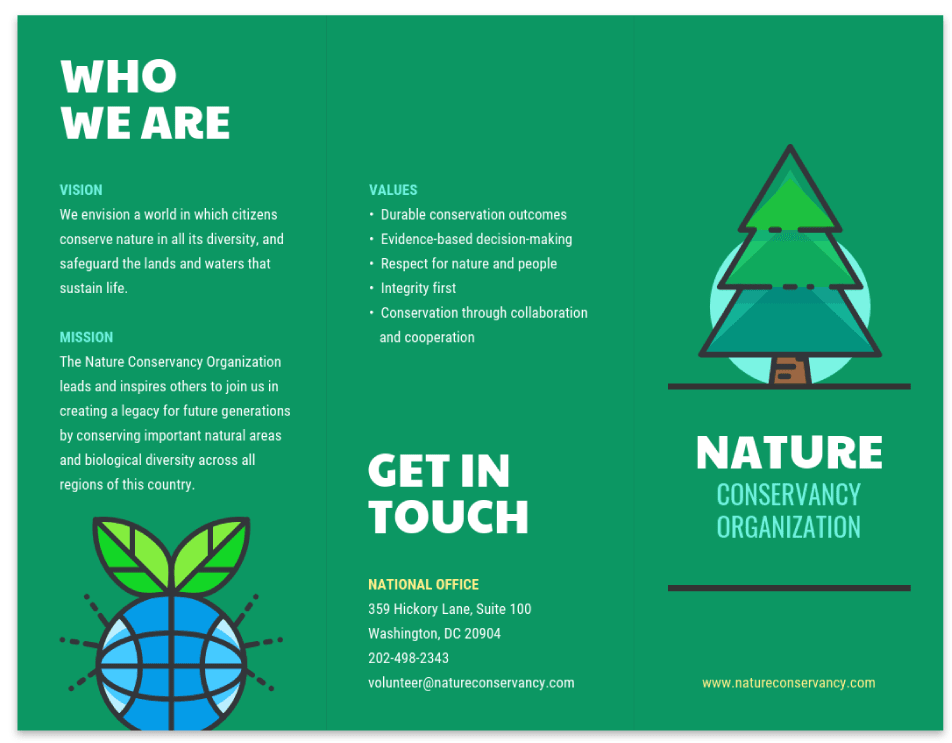 WHO
WE ARE
VISION
We envision a world in which citizens
conserve nature in all its diversity, and
safeguard the lands and waters that
sustain life.
MISSION
The Nature Conservancy Organization
leads and inspires others to join us in
creating a legacy for future generations
by conserving important natural areas
and biological diversity across all
regions of this country.
VALUES
• Durable conservation outcomes
• Evidence-based decision-making
• Respect for nature and people
• Integrity first
• Conservation through collaboration
and cooperation
GET IN
TOUCH
NATIONAL OFFICE
359 Hickory Lane, Suite 100
Washington, DC 20904
202-498-2343
volunteer@natureconservancy.com
NATURE
CONSERVANCY
ORGANIZATION
www.natureconservancy.com